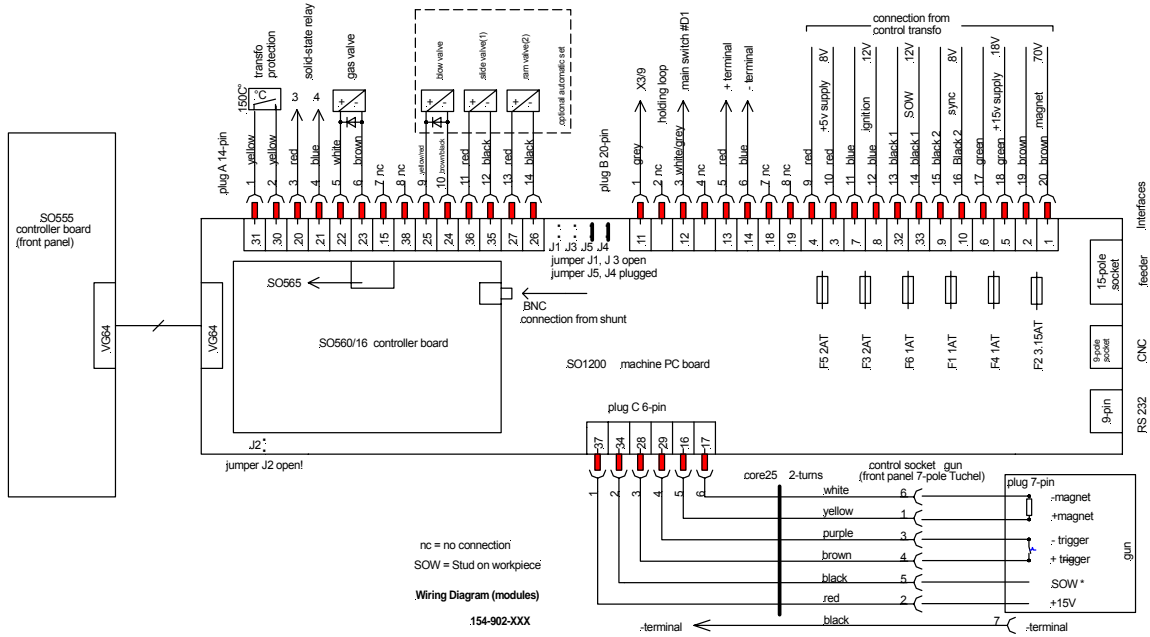 connection from
control transfo
transfo
protection
solid-state relay
gas valve
blow valve
slide valve(1)
ram valve(2)
optional automatic set
150C°
°C
3
4
+ -
+ -
+ -
+ -
X3/9
holding loop
main switch #D1
+ terminal
- terminal
+5v supply 8V
ignition 12V
SOW 12V
sync 8V
+15v supply 18V
magnet 70V
plug A 14-pin
1 yellow
2 yellow
3 red
4 blue
5 white
6 brown
7 nc
8 nc
9 yellow/red
10 brown/black
11 red
12 black 1
13 red
14 black
plug B 20-pin
1 grey
2 nc
3 white/grey
4 nc
5 red
6 blue
7 nc
8 nc
9 red
10 red
11 blue
12 blue
13 black 1
14 black 1
15 black 2
16 Black 2
17 green
18 green
19 brown
20 brown
31 30 20 21 22 23 15 38 25 24 36 35 27 26
11 12 13 14 18 19 4 3 7 8 32 33 9 10 6 5 2 1
J1 J3 J5 J4
jumper J1, J 3 open
jumper J5, J4 plugged
SO555
controller board
(front panel)
VG64
VG64
SO565
BNC
connection from shunt
SO560/16 controller board
SO1200 machine PC board
J2
jumper J2 open!
F5 2AT
F3 2AT
F6 1AT
F1 1AT
F4 1AT
F2 3.15AT
Interfaces
15-pole
socket
feeder
9-pole
socket
CNC
9-pin
RS 232
plug C 6-pin
37 34 28 29 16 17
1 2 3 4 5 6
core25 2-turns
control socket gun
(front panel 7-pole Tuchel)
plug 7-pin
white 6 -magnet
yellow 1 +magnet
purple 3 - trigger
brown 4 + trigger
black 5 SOW *
red 2 +15V
gun
-terminal black 7 -terminal
nc = no connection
SOW = Stud on workpiece
Wiring Diagram (modules)
154-902-XXX